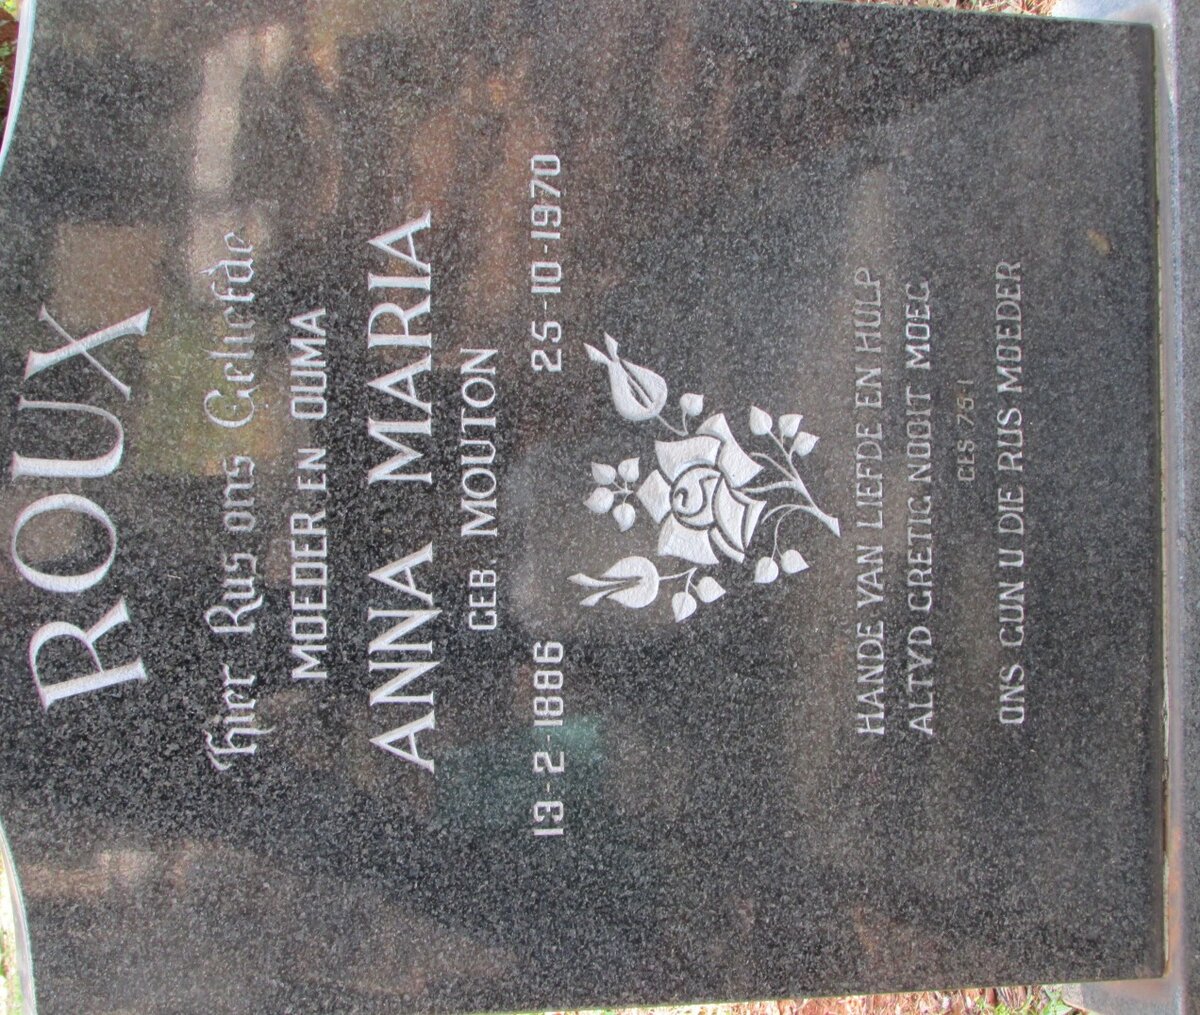 ROUX
Hier Rus ons Geliefde
MOEDER EN OUMA
ANNA MARIA
GEB. MOUTON
13-2-1886 25-10-1970
HANDE VAN LIEFDE EN HULP
ALTYD GRETIG NOOIT MOEG
GES 75-1
ONS GUN U DIE RUS MOEDER